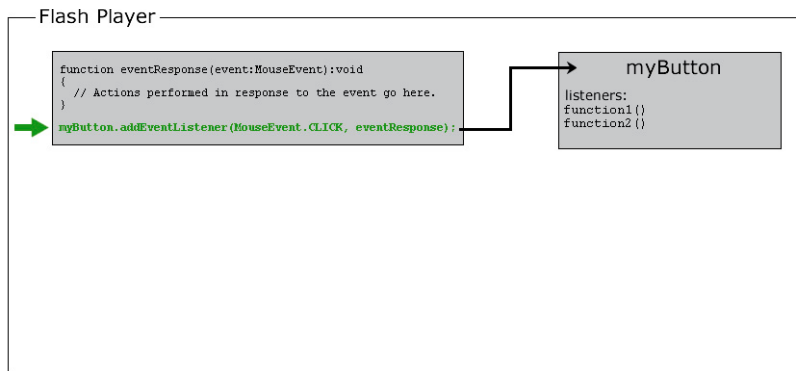 Flash Player
function eventResponse(event:MouseEvent):void
{
// Actions performed in response to the event go here.
}
myButton.addEventListener(MouseEvent.CLICK, eventResponse);
myButton
listeners:
function1()
function2()